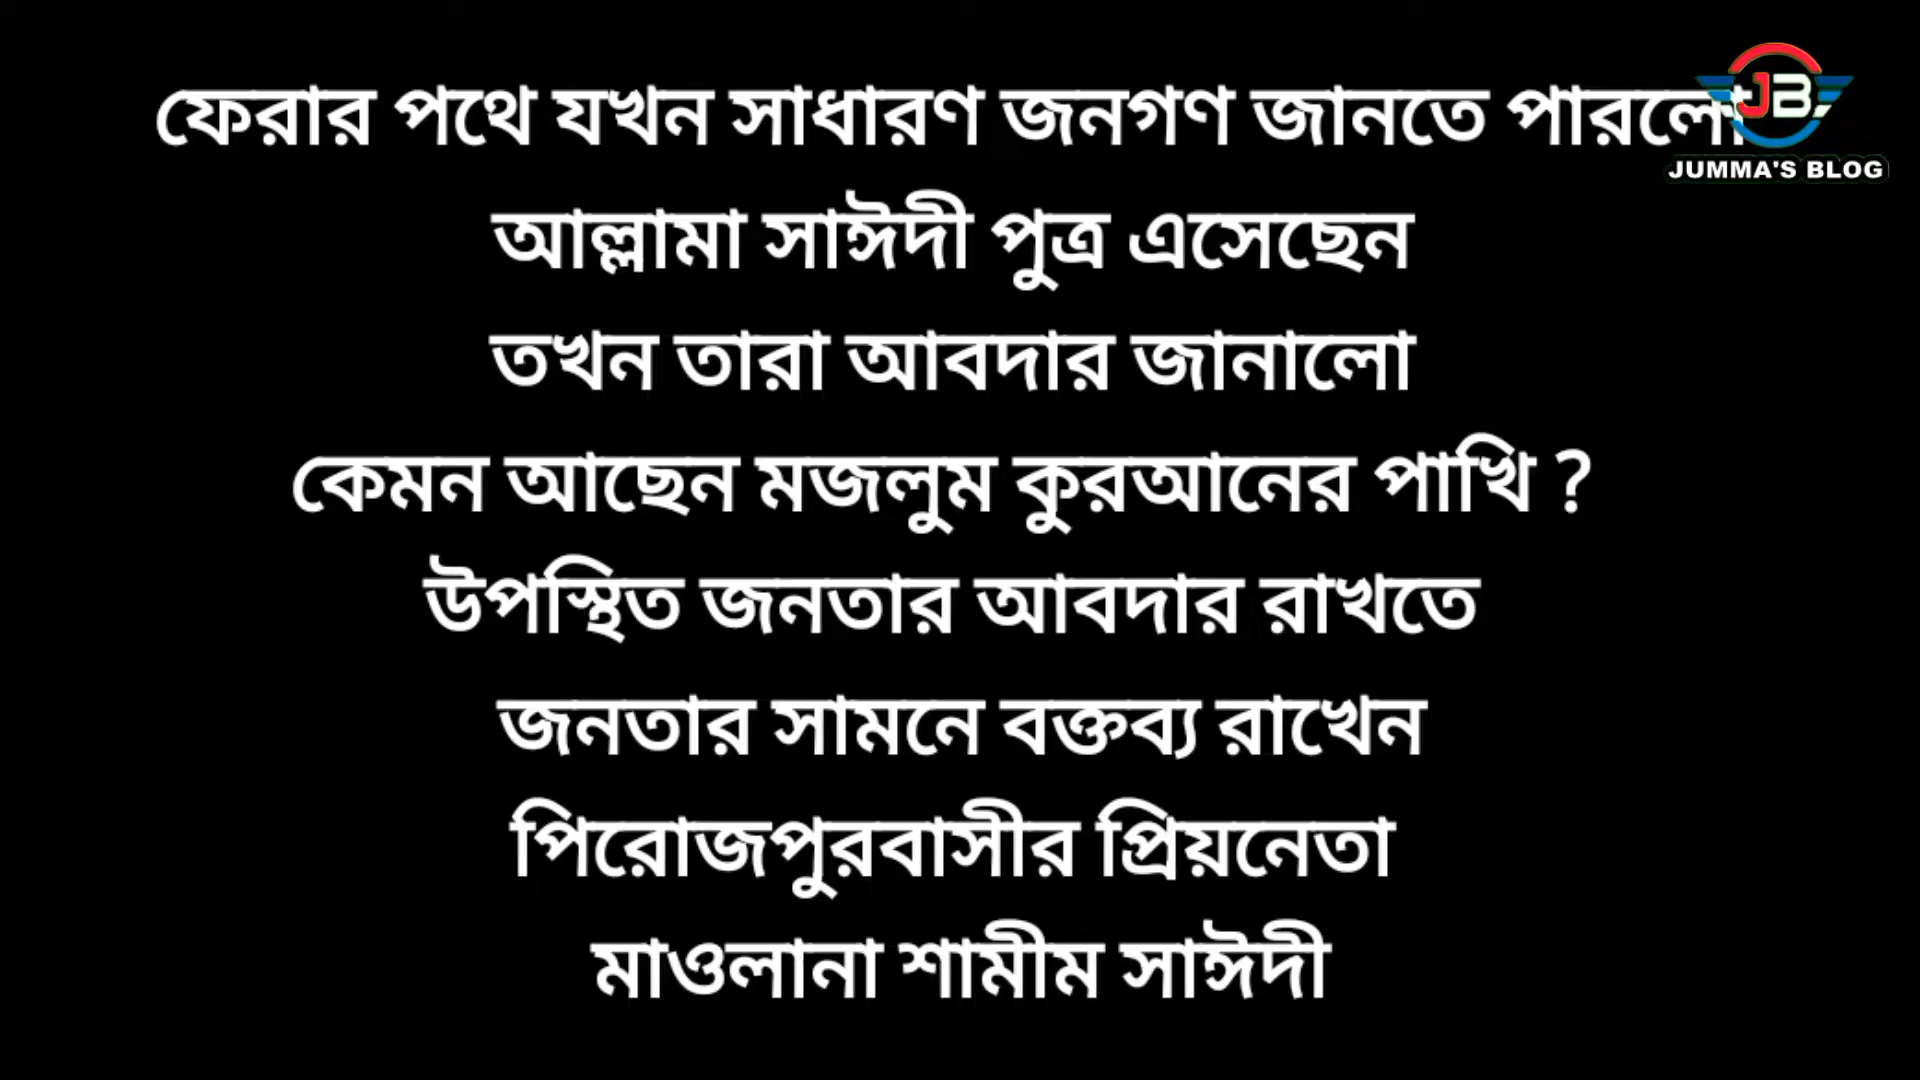 ফেরার পথে যখন সাধারণ জনগণ জানতে পারলো
JB
JUMMA'S BLOG
আল্লামা সাঈদী পুত্র এসেছেন
তখন তারা আবদার জানালো
কেমন আছেন মজলুম কুরআনের পাখি ?
উপস্থিত জনতার আবদার রাখতে
জনতার সামনে বক্তব্য রাখেন
পিরোজপুরবাসীর প্রিয়নেতা
মাওলানা শামীম সাঈদী